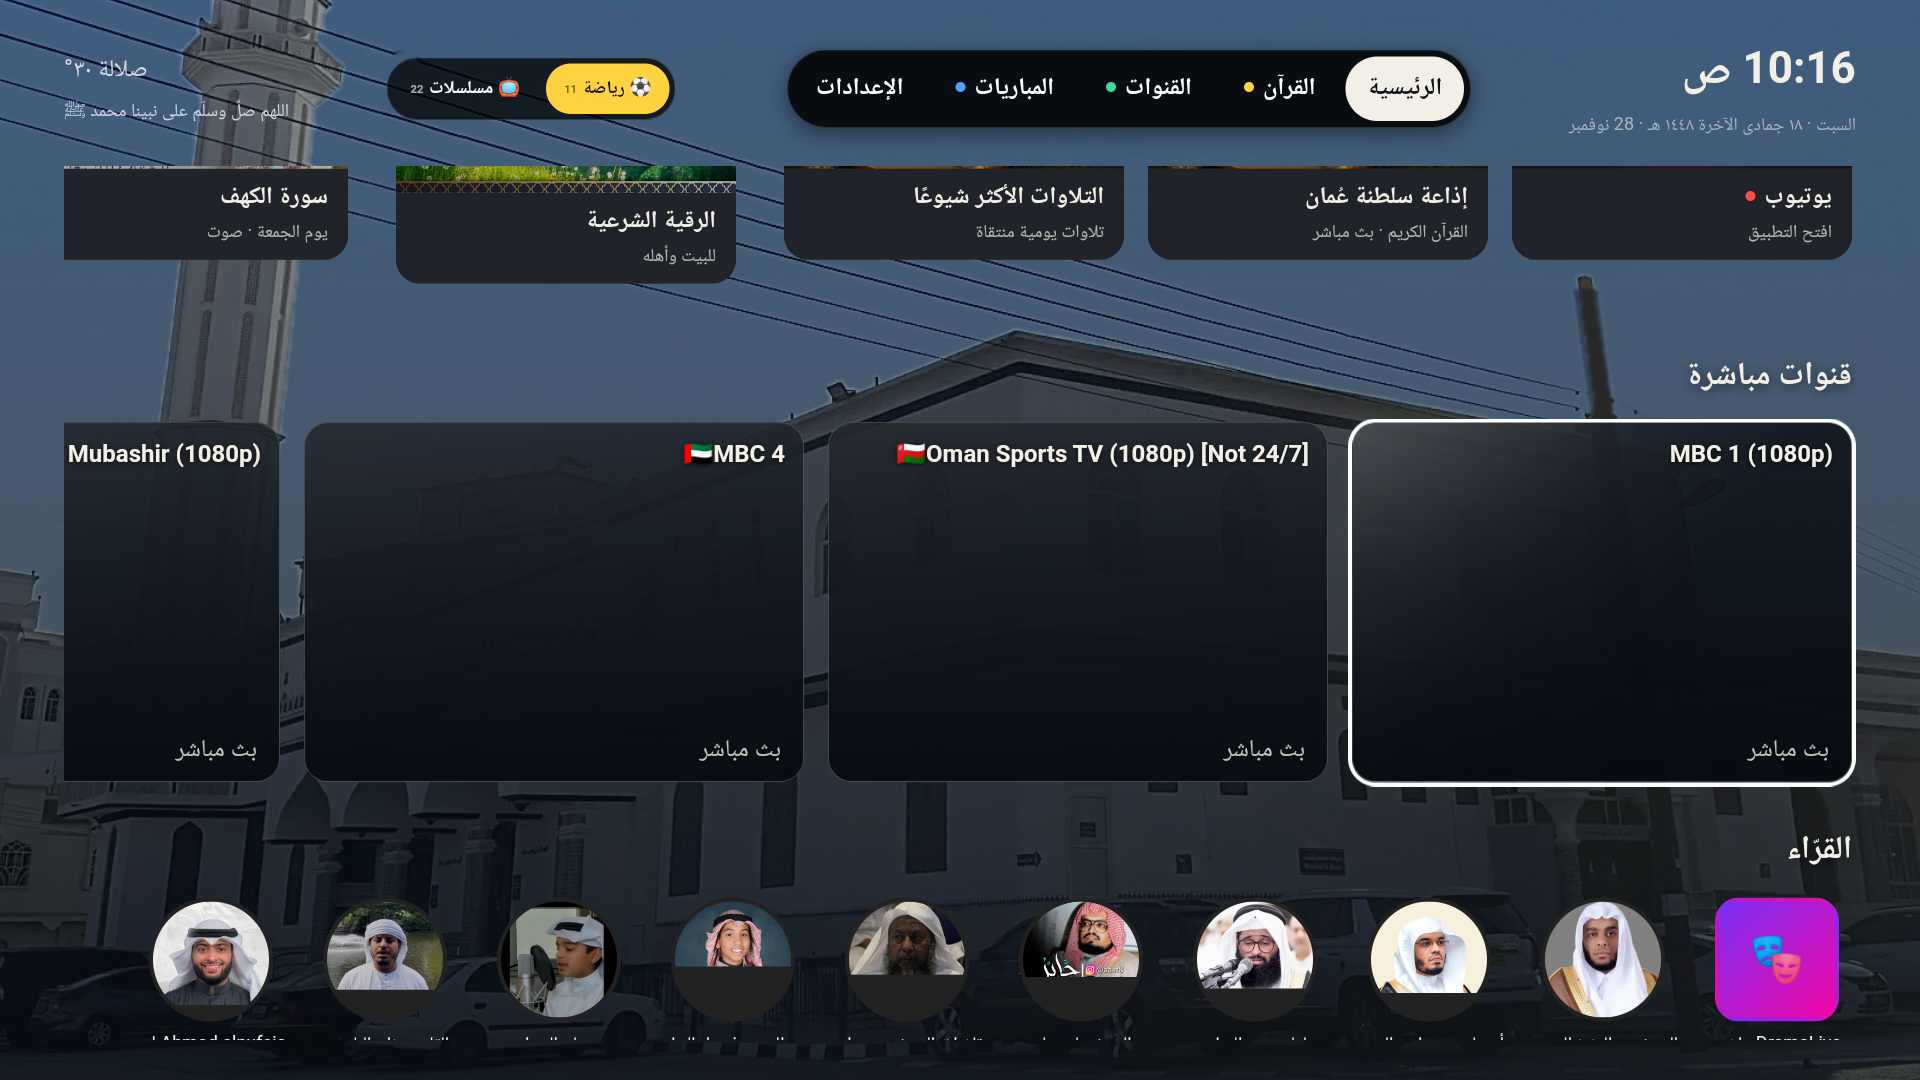 10:16 ص
السبت · ١٨ جمادى الآخرة ١٤٤٨ هـ · 28 نوفمبر
الرئيسية
القرآن
القنوات
المباريات
الإعدادات
رياضة 11
مسلسلات 22
صلالة ٣٠°
اللهم صلِّ وسلّم على نبينا محمد ﷺ
يوتيوب
افتح التطبيق
إذاعة سلطنة عُمان
القرآن الكريم · بث مباشر
التلاوات الأكثر شيوعًا
تلاوات يومية منتقاة
الرقية الشرعية
للبيت وأهله
سورة الكهف
يوم الجمعة · صوت
قنوات مباشرة
MBC 1 (1080p)
بث مباشر
Oman Sports TV (1080p) [Not 24/7]
بث مباشر
MBC 4
بث مباشر
Mubashir (1080p)
بث مباشر
القرّاء